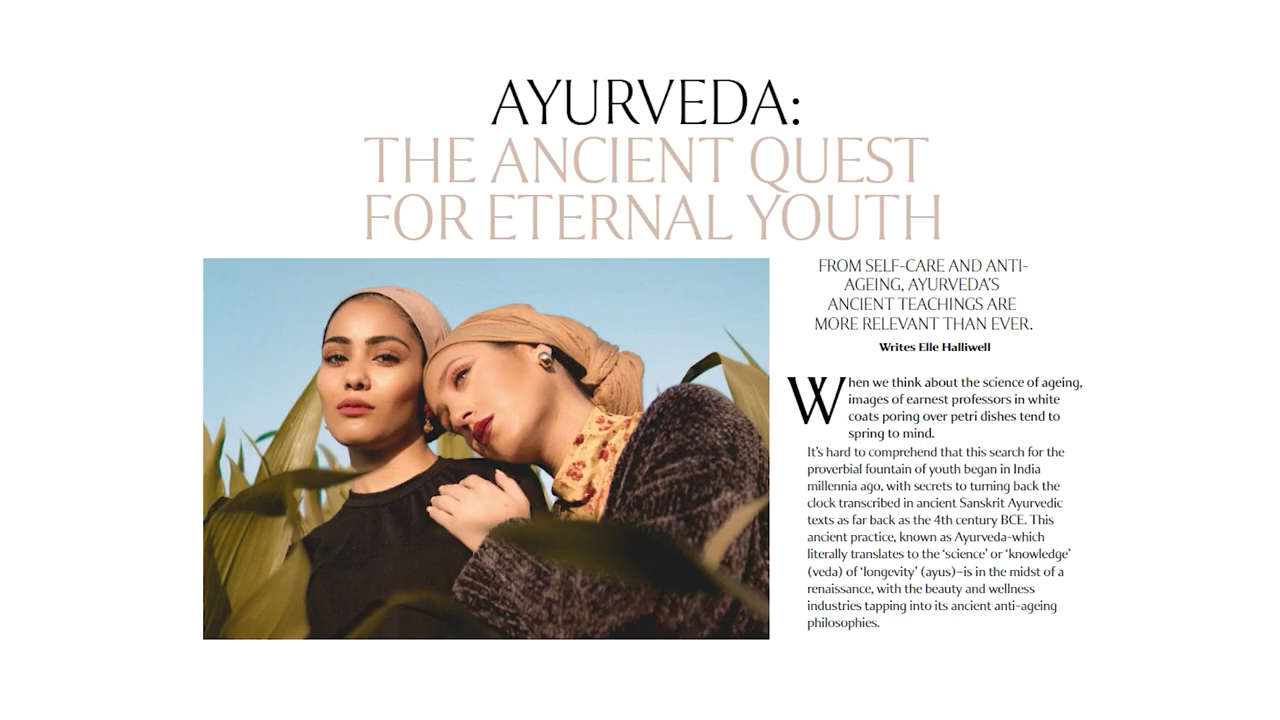 AYURVEDA:
THE ANCIENT QUEST
FOR ETERNAL YOUTH
FROM SELF-CARE AND ANTI-
AGEING, AYURVEDA'S
ANCIENT TEACHINGS ARE
MORE RELEVANT THAN EVER.
Writes Elle Halliwell
When we think about the science of ageing,
images of earnest professors in white
coats poring over petri dishes tend to
spring to mind.
It's hard to comprehend that this search for the
proverbial fountain of youth began in India
millennia ago, with secrets to turning back the
clock transcribed in ancient Sanskrit Ayurvedic
texts as far back as the 4th century BCE. This
ancient practice, known as Ayurveda-which
literally translates to the 'science' or 'knowledge'
(veda) of 'longevity' (ayus)–is in the midst of a
renaissance, with the beauty and wellness
industries tapping into its ancient anti-ageing
philosophies.